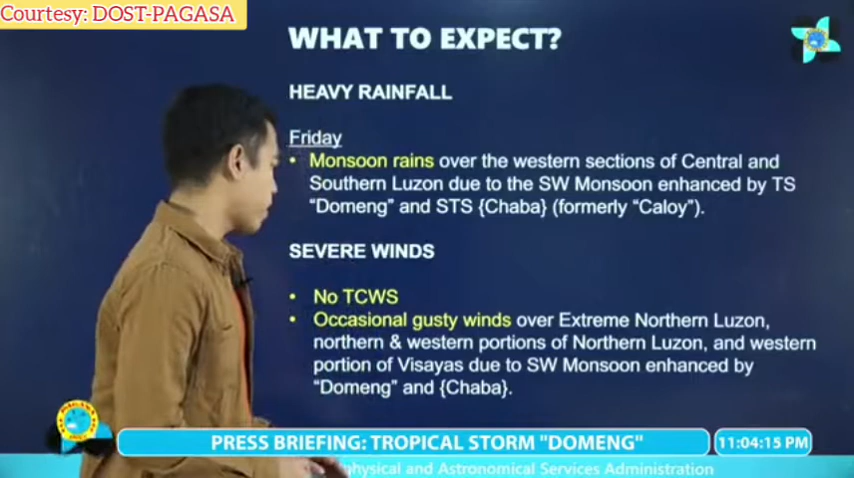 Courtesy: DOST-PAGASA
WHAT TO EXPECT?
HEAVY RAINFALL
Friday
• Monsoon rains over the western sections of Central and
Southern Luzon due to the SW Monsoon enhanced by TS
“Domeng” and STS {Chaba} (formerly “Caloy”).
SEVERE WINDS
• No TCWS
• Occasional gusty winds over Extreme Northern Luzon,
northern & western portions of Northern Luzon, and western
portion of Visayas due to SW Monsoon enhanced by
“Domeng” and {Chaba}.
PAGASA
PRESS BRIEFING: TROPICAL STORM "DOMENG"
11:04:15 PM
and Astronomical Services Administration